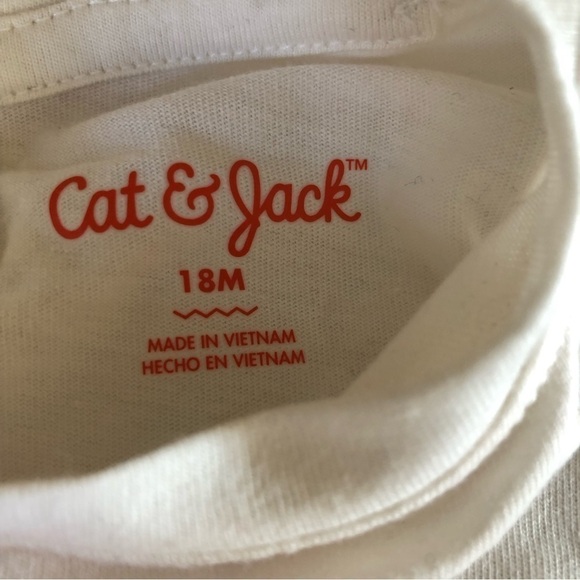 Cat & Jack™
18M
MADE IN VIETNAM
HECHO EN VIETNAM